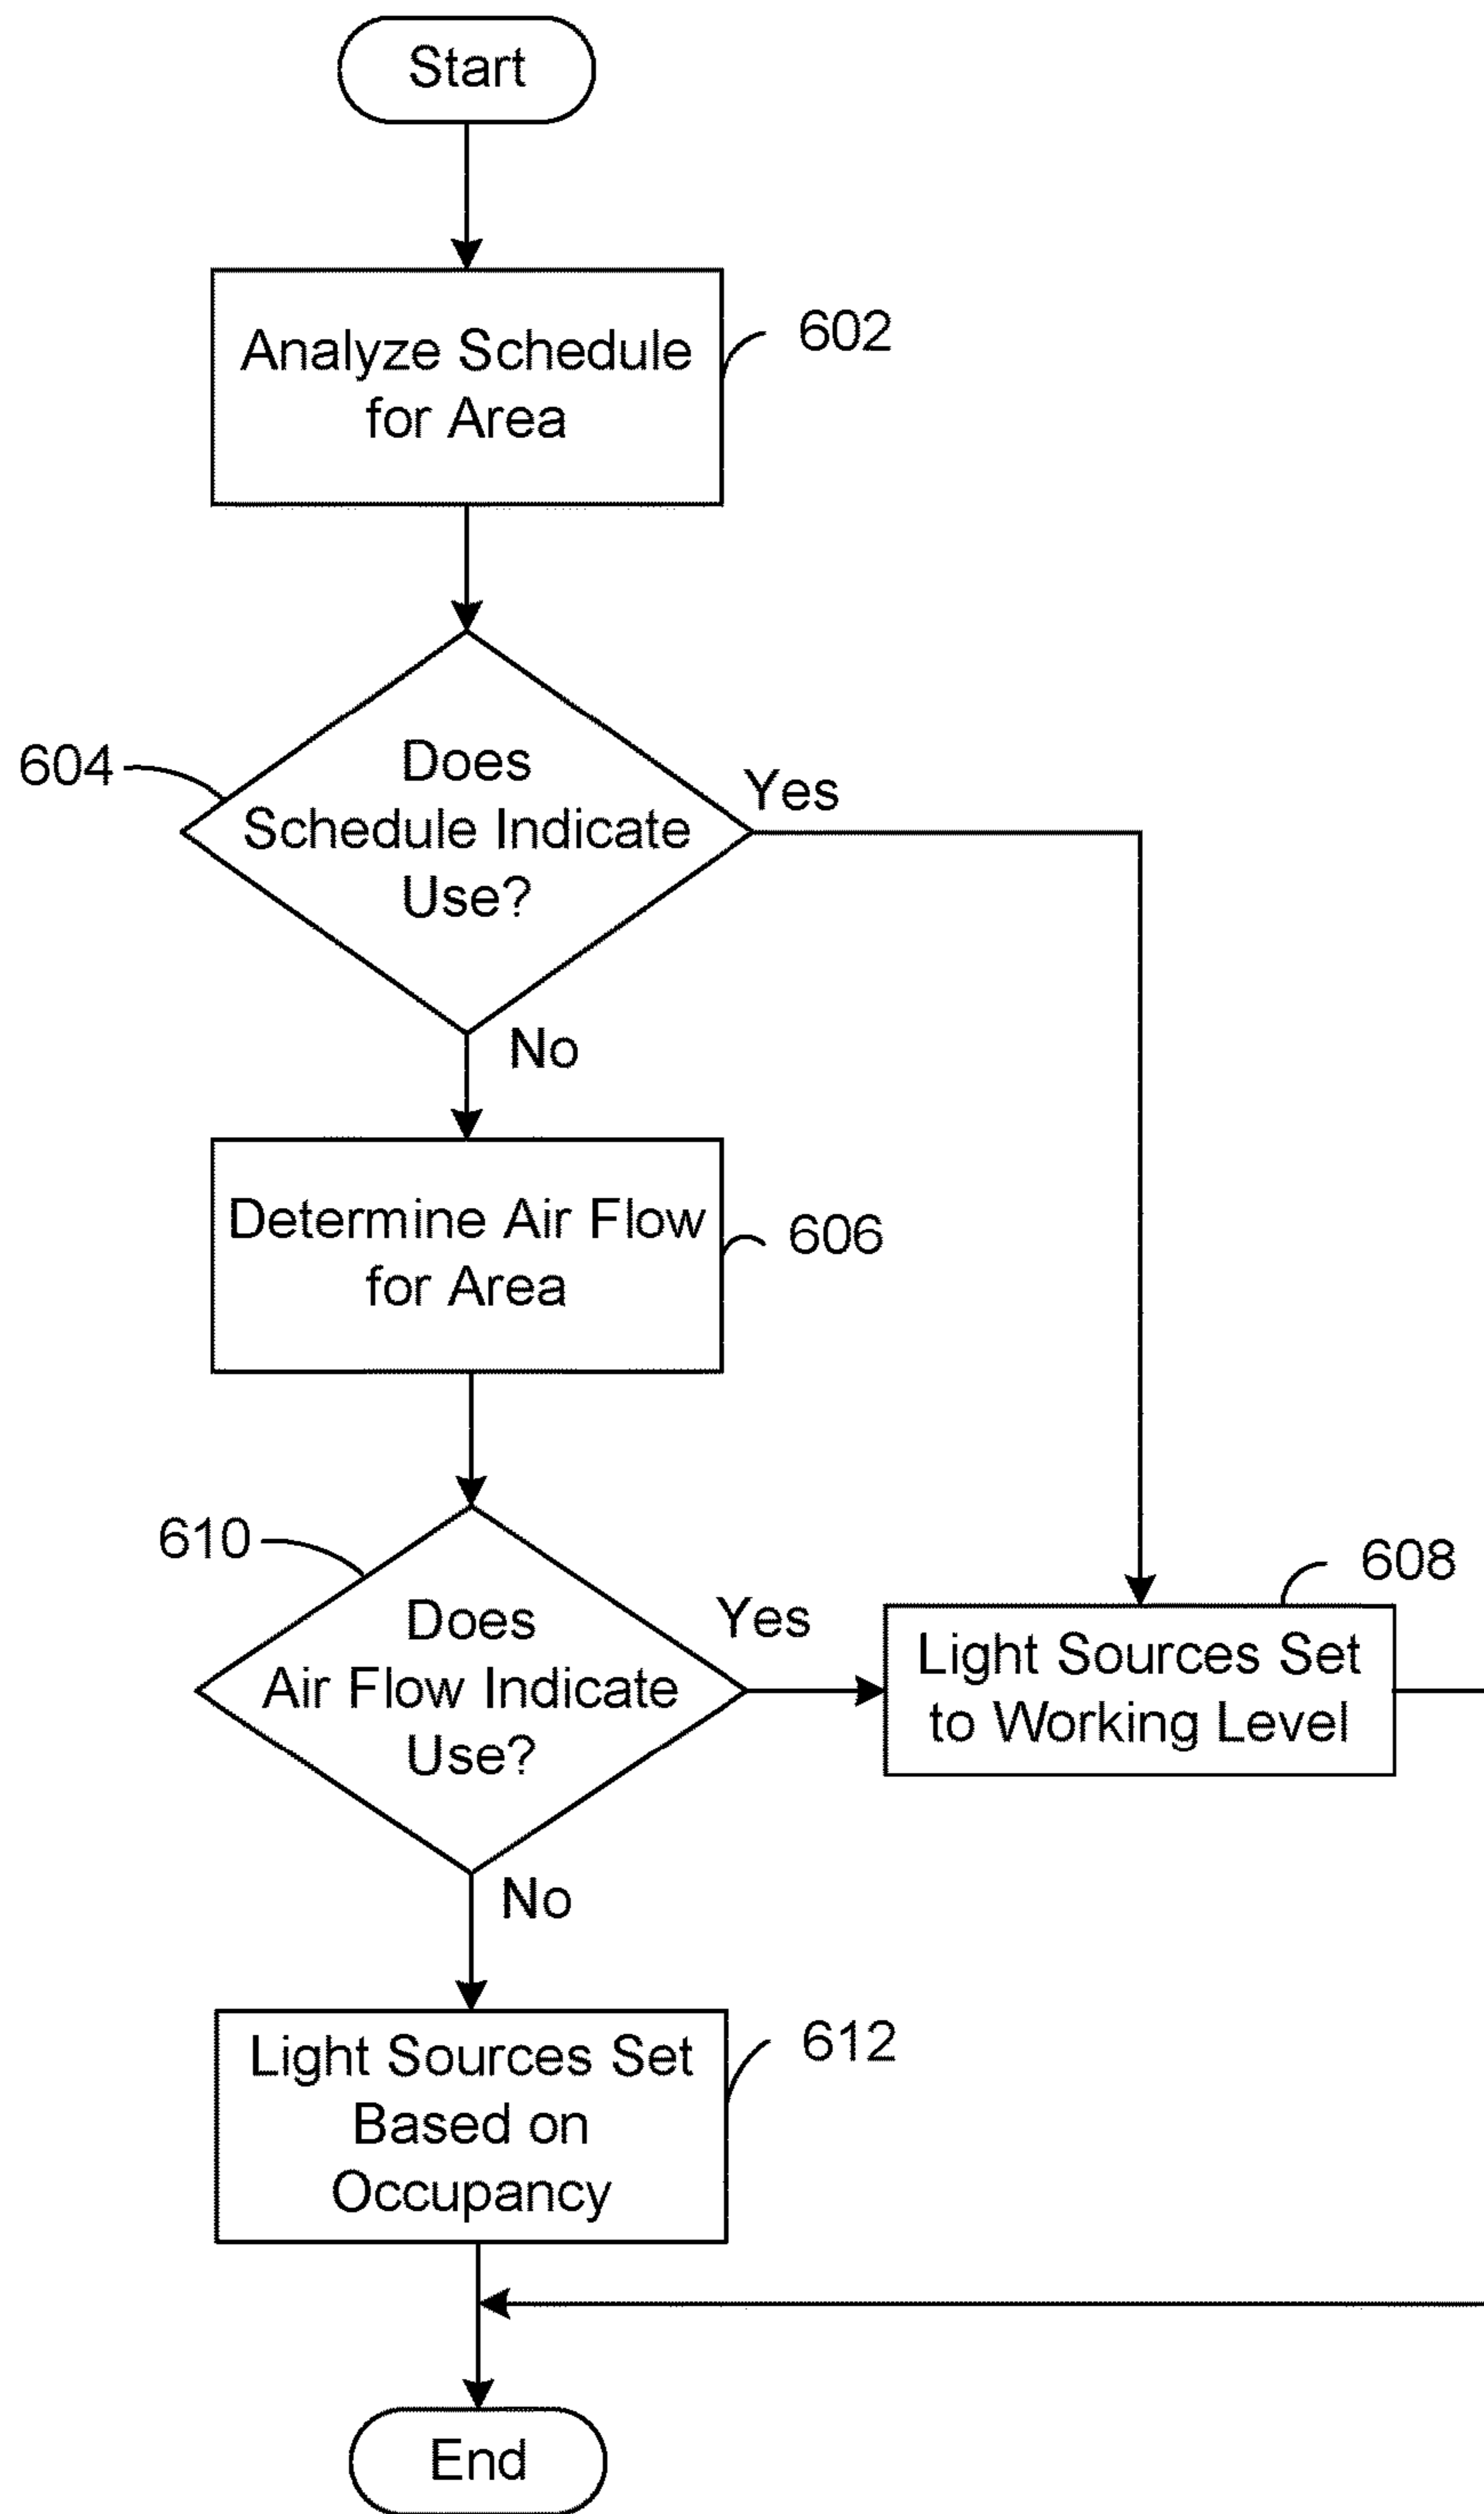 Start
Analyze Schedule
for Area
602
604
Does
Schedule Indicate
Use?
Yes
No
Determine Air Flow
for Area
606
610
Does
Air Flow Indicate
Use?
Yes
608
Light Sources Set
to Working Level
No
Light Sources Set
Based on
Occupancy
612
End